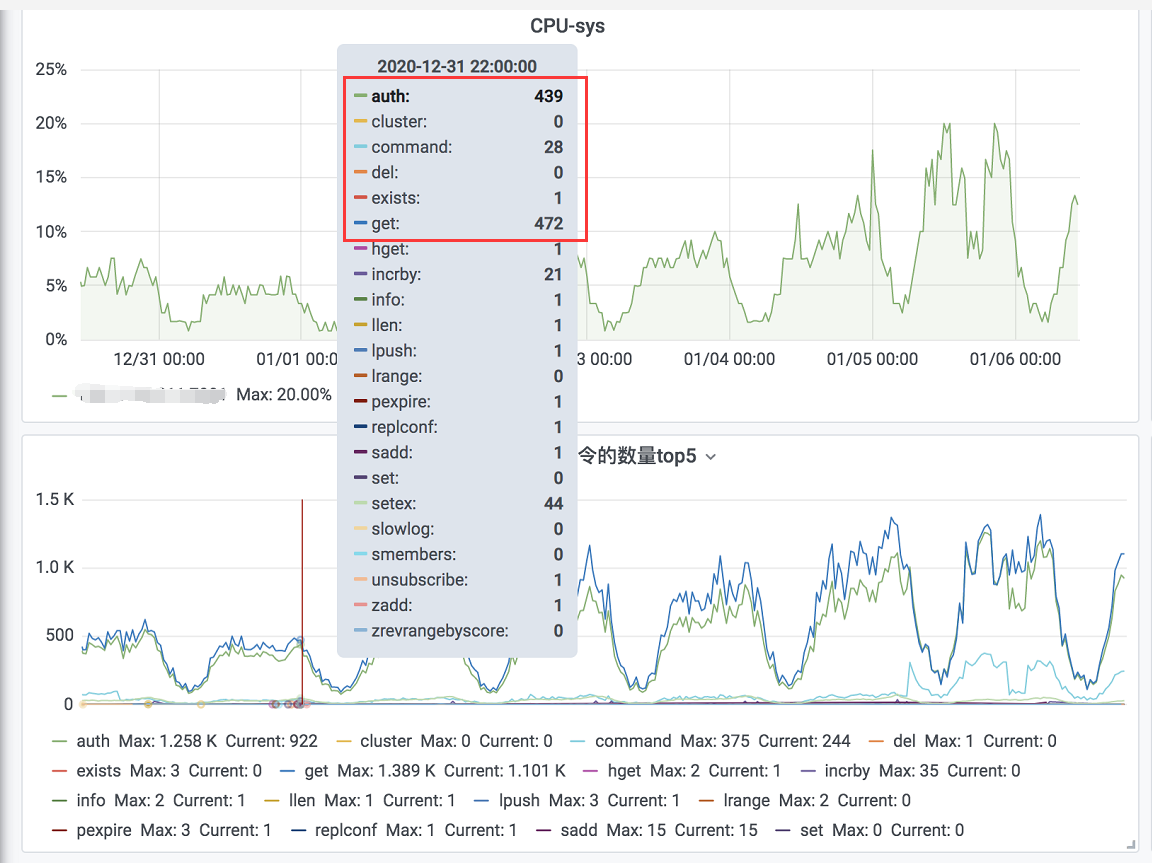 CPU-sys
25%
20%
15%
10%
5%
0%
12/31 00:00
01/01 00:0
3 00:00
01/04 00:00
01/05 00:00
01/06 00:00
Max: 20.00%
2020-12-31 22:00:00
auth: 439
cluster: 0
command: 28
del: 0
exists: 1
get: 472
hget: 1
incrby: 21
info: 1
llen: 1
lpush: 1
lrange: 0
pexpire: 1
replconf: 1
sadd: 1
set: 0
setex: 44
slowlog: 0
smembers: 0
unsubscribe: 1
zadd: 1
zrevrangebyscore: 0
令的数量top5
1.5 K
1.0 K
500
0
auth Max: 1.258 K Current: 922 cluster Max: 0 Current: 0 command Max: 375 Current: 244 del Max: 1 Current: 0
exists Max: 3 Current: 0 get Max: 1.389 K Current: 1.101 K hget Max: 2 Current: 1 incrby Max: 35 Current: 0
info Max: 2 Current: 1 llen Max: 1 Current: 1 lpush Max: 3 Current: 1 lrange Max: 2 Current: 0
pexpire Max: 3 Current: 1 replconf Max: 1 Current: 1 sadd Max: 15 Current: 15 set Max: 0 Current: 0